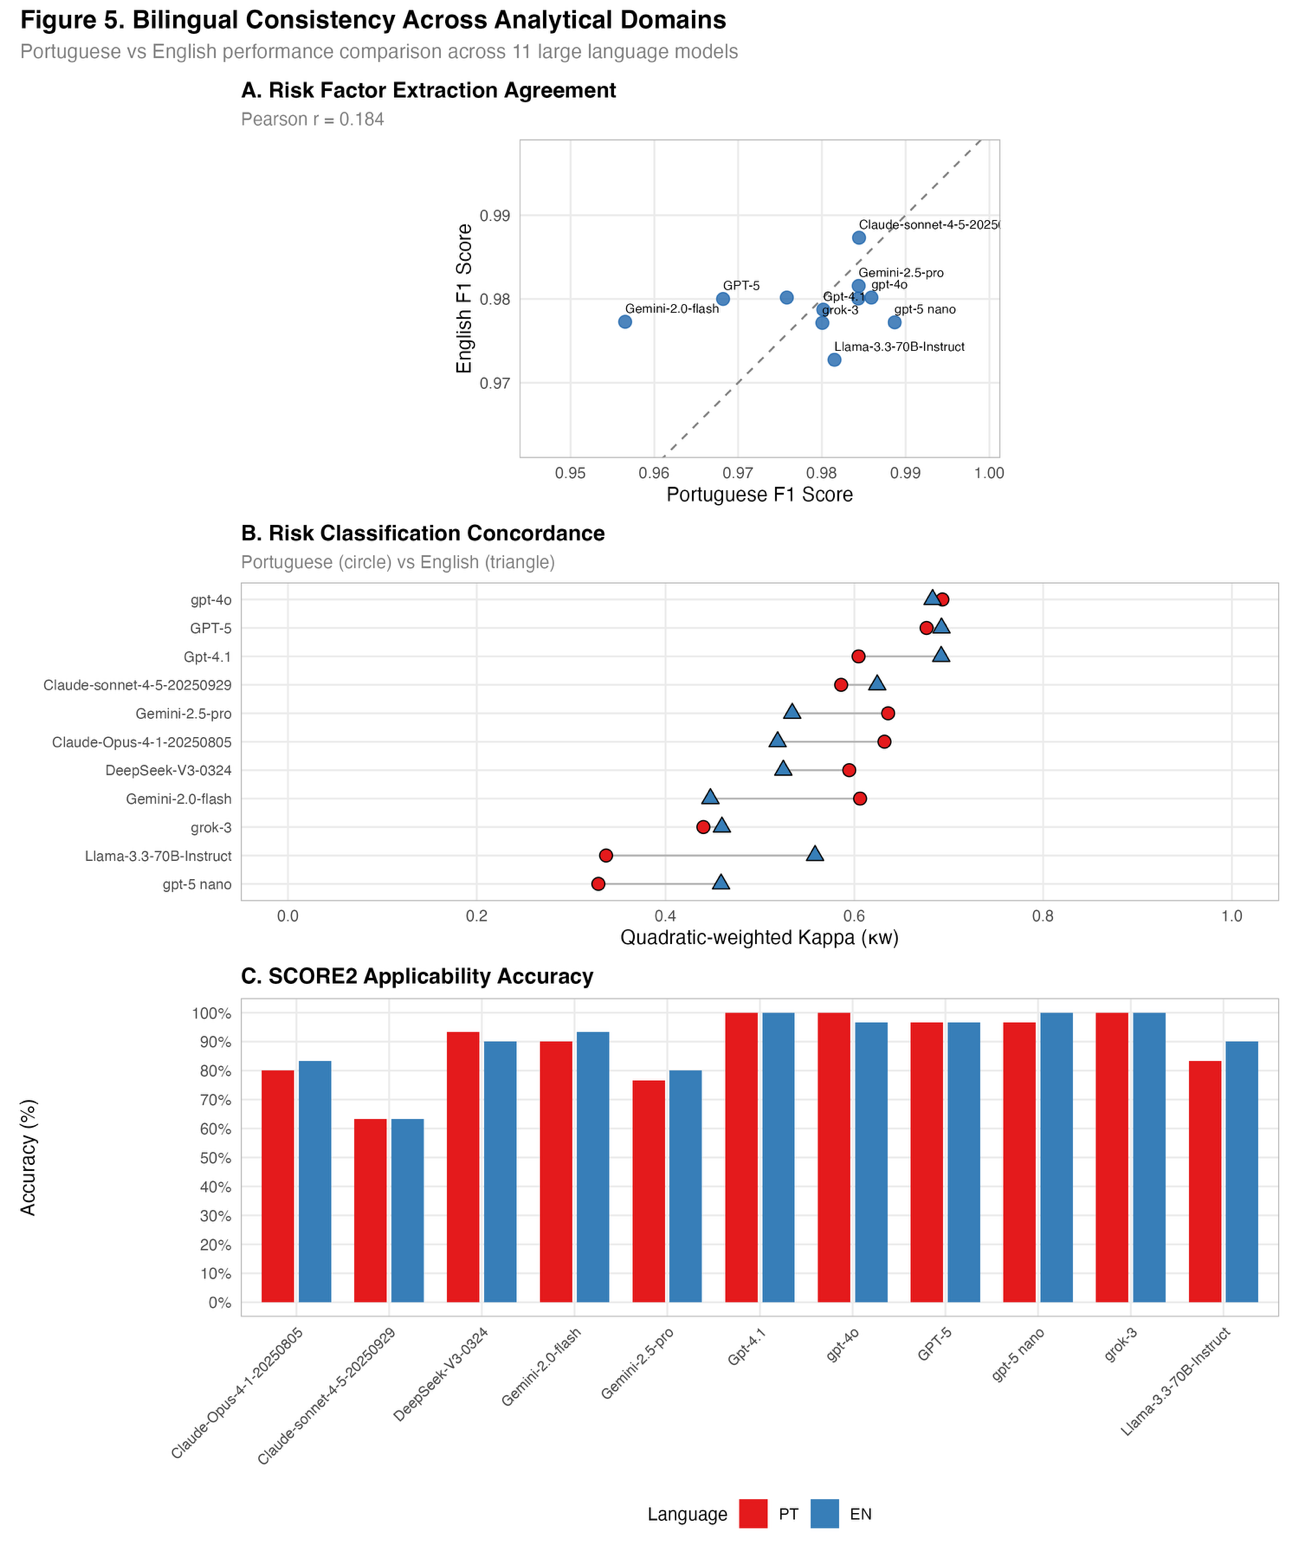 Figure 5. Bilingual Consistency Across Analytical Domains
Portuguese vs English performance comparison across 11 large language models
A. Risk Factor Extraction Agreement
Pearson r = 0.184
English F1 Score
0.99
0.98
0.97
Claude-sonnet-4-5-2025
Gemini-2.5-pro
gpt-4o
GPT-5
Gpt-4.1
Gemini-2.0-flash
grok-3
gpt-5 nano
Llama-3.3-70B-Instruct
0.95
0.96
0.97
0.98
0.99
1.00
Portuguese F1 Score
B. Risk Classification Concordance
Portuguese (circle) vs English (triangle)
gpt-4o
GPT-5
Gpt-4.1
Claude-sonnet-4-5-20250929
Gemini-2.5-pro
Claude-Opus-4-1-20250805
DeepSeek-V3-0324
Gemini-2.0-flash
grok-3
Llama-3.3-70B-Instruct
gpt-5 nano
0.0
0.2
0.4
0.6
0.8
1.0
Quadratic-weighted Kappa (κw)
C. SCORE2 Applicability Accuracy
Accuracy (%)
100%
90%
80%
70%
60%
50%
40%
30%
20%
10%
0%
Claude-Opus-4-1-20250805
Claude-sonnet-4-5-20250929
DeepSeek-V3-0324
Gemini-2.0-flash
Gemini-2.5-pro
Gpt-4.1
gpt-4o
GPT-5
gpt-5 nano
grok-3
Llama-3.3-70B-Instruct
Language
PT
EN